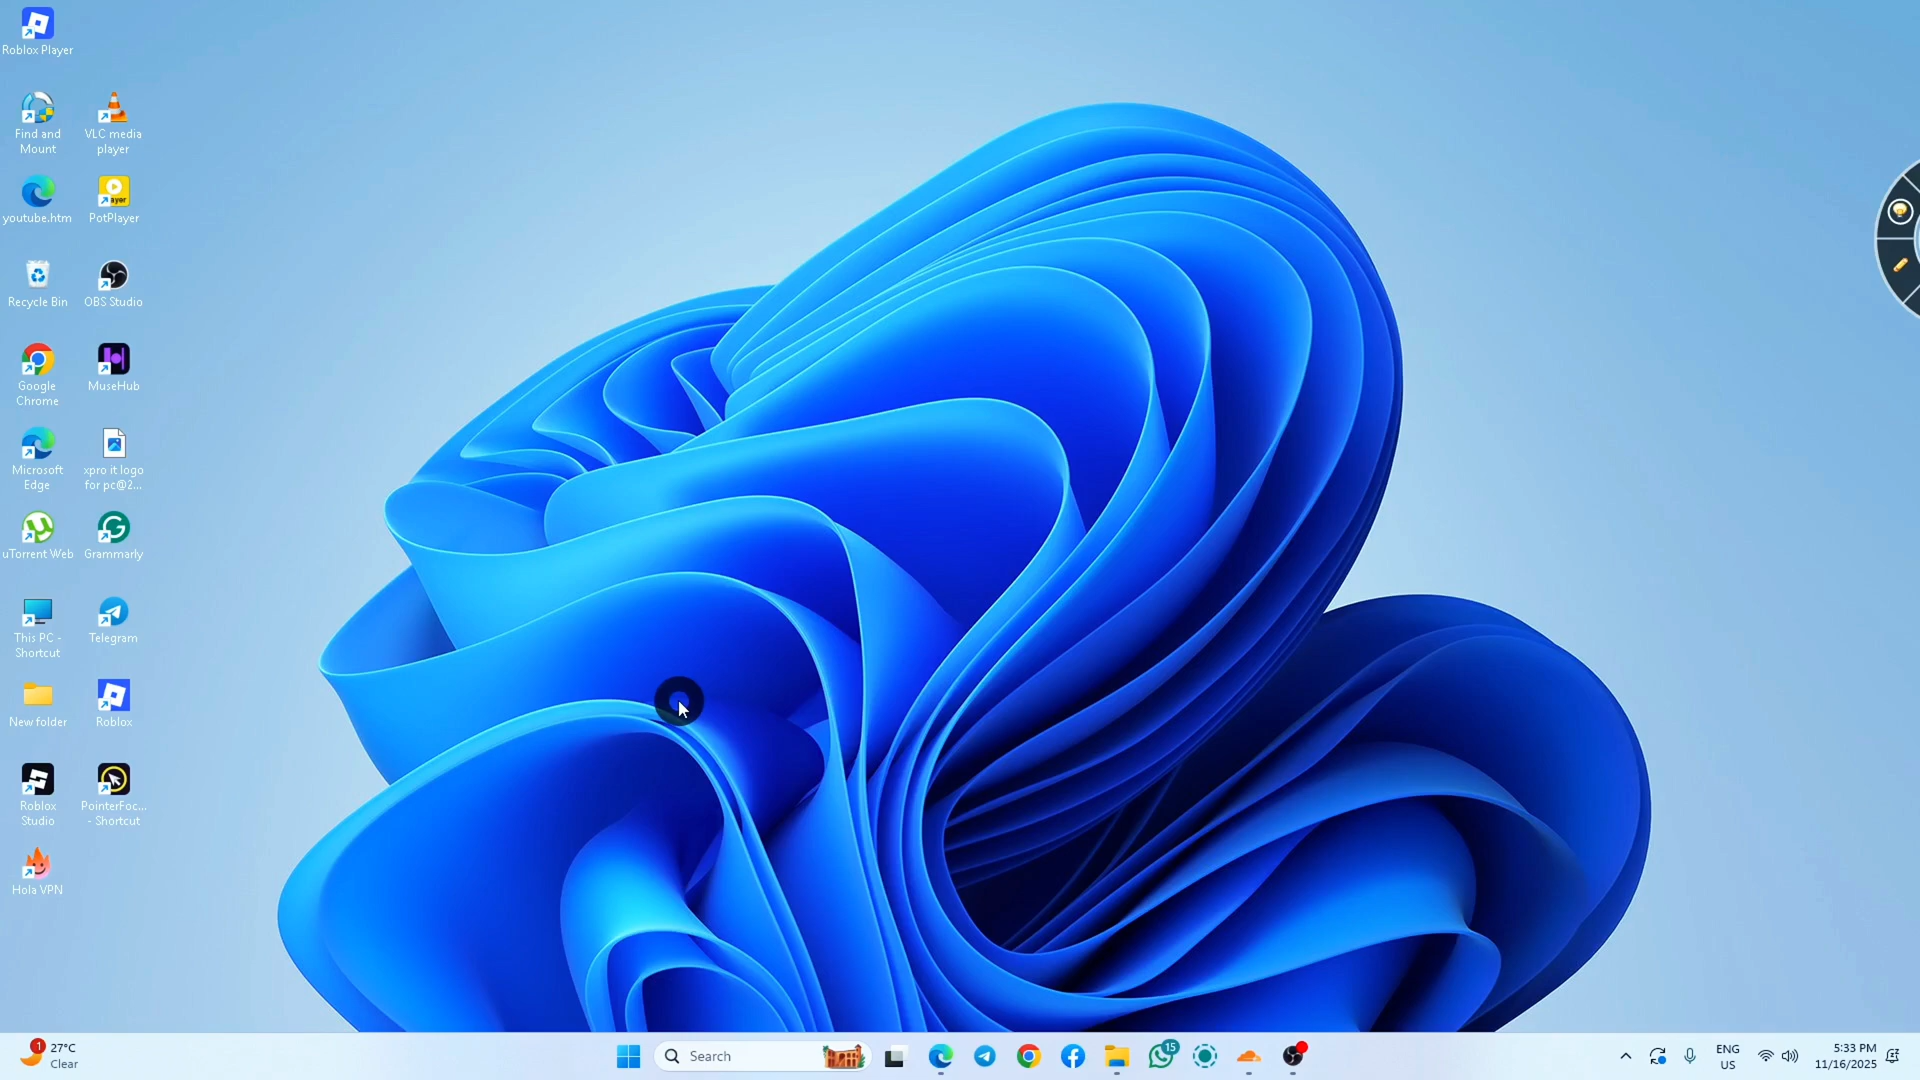 Roblox Player
Find and
Mount
VLC media
player
youtube.htm
PotPlayer
Recycle Bin
OBS Studio
Google
Chrome
MuseHub
Microsoft
Edge
xpro it logo
for pc@2...
uTorrent Web
Grammarly
This PC -
Shortcut
Telegram
New folder
Roblox
Roblox
Studio
PointerFoc...
- Shortcut
Hola VPN
1
27°C
Clear
Search
15
ENG
US
5:33 PM
11/16/2025